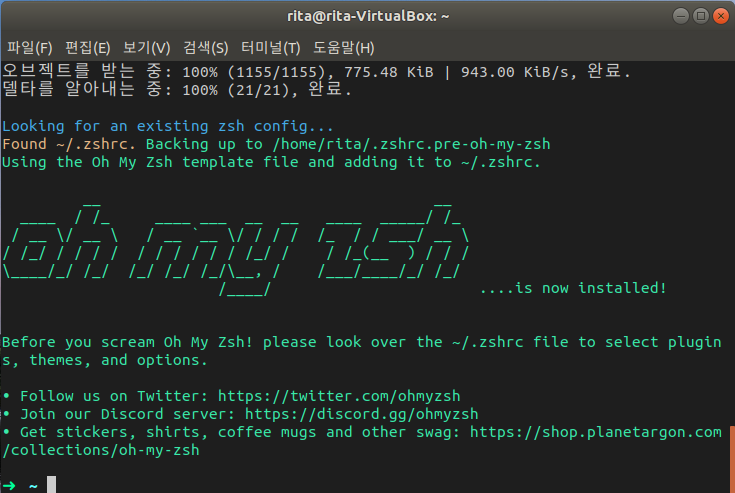 rita@rita-VirtualBox: ~
파일(F) 편집(E) 보기(V) 검색(S) 터미널(T) 도움말(H)
오브젝트를 받는 중: 100% (1155/1155), 775.48 KiB | 943.00 KiB/s, 완료.
델타를 알아내는 중: 100% (21/21), 완료.
Looking for an existing zsh config...
Found ~/.zshrc. Backing up to /home/rita/.zshrc.pre-oh-my-zsh
Using the Oh My Zsh template file and adding it to ~/.zshrc.
oh my zsh
....is now installed!
Before you scream Oh My Zsh! please look over the ~/.zshrc file to select plugin
s, themes, and options.
• Follow us on Twitter: https://twitter.com/ohmyzsh
• Join our Discord server: https://discord.gg/ohmyzsh
• Get stickers, shirts, coffee mugs and other swag: https://shop.planetargon.com
/collections/oh-my-zsh
➜ ~